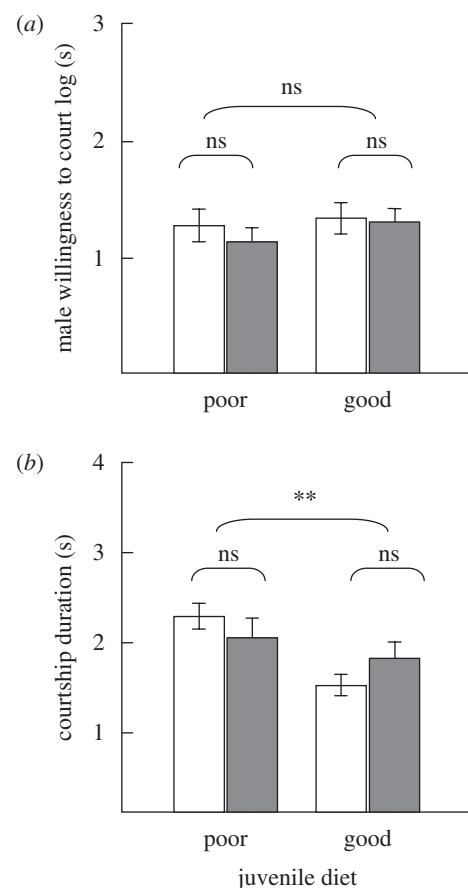 (a)
male willingness to court log (s)
3
2
1
ns
ns
ns
poor
good
(b)
courtship duration (s)
4
3
2
1
**
ns
ns
poor
good
juvenile diet